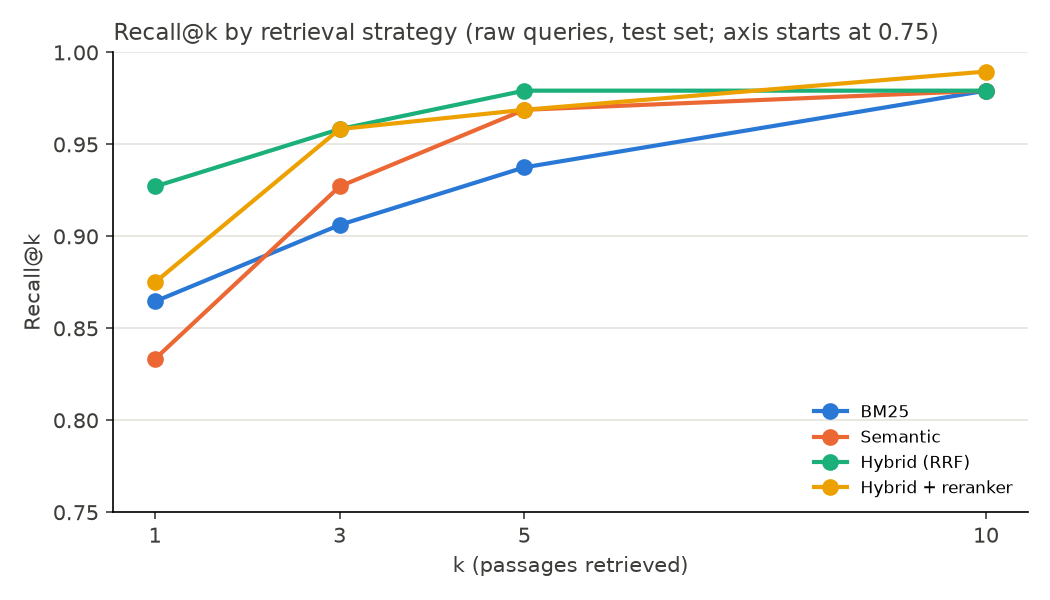 Recall@k by retrieval strategy (raw queries, test set; axis starts at 0.75)
1.00
0.95
0.90
0.85
0.80
0.75
Recall@k
1 3 5 10
k (passages retrieved)
BM25
Semantic
Hybrid (RRF)
Hybrid + reranker